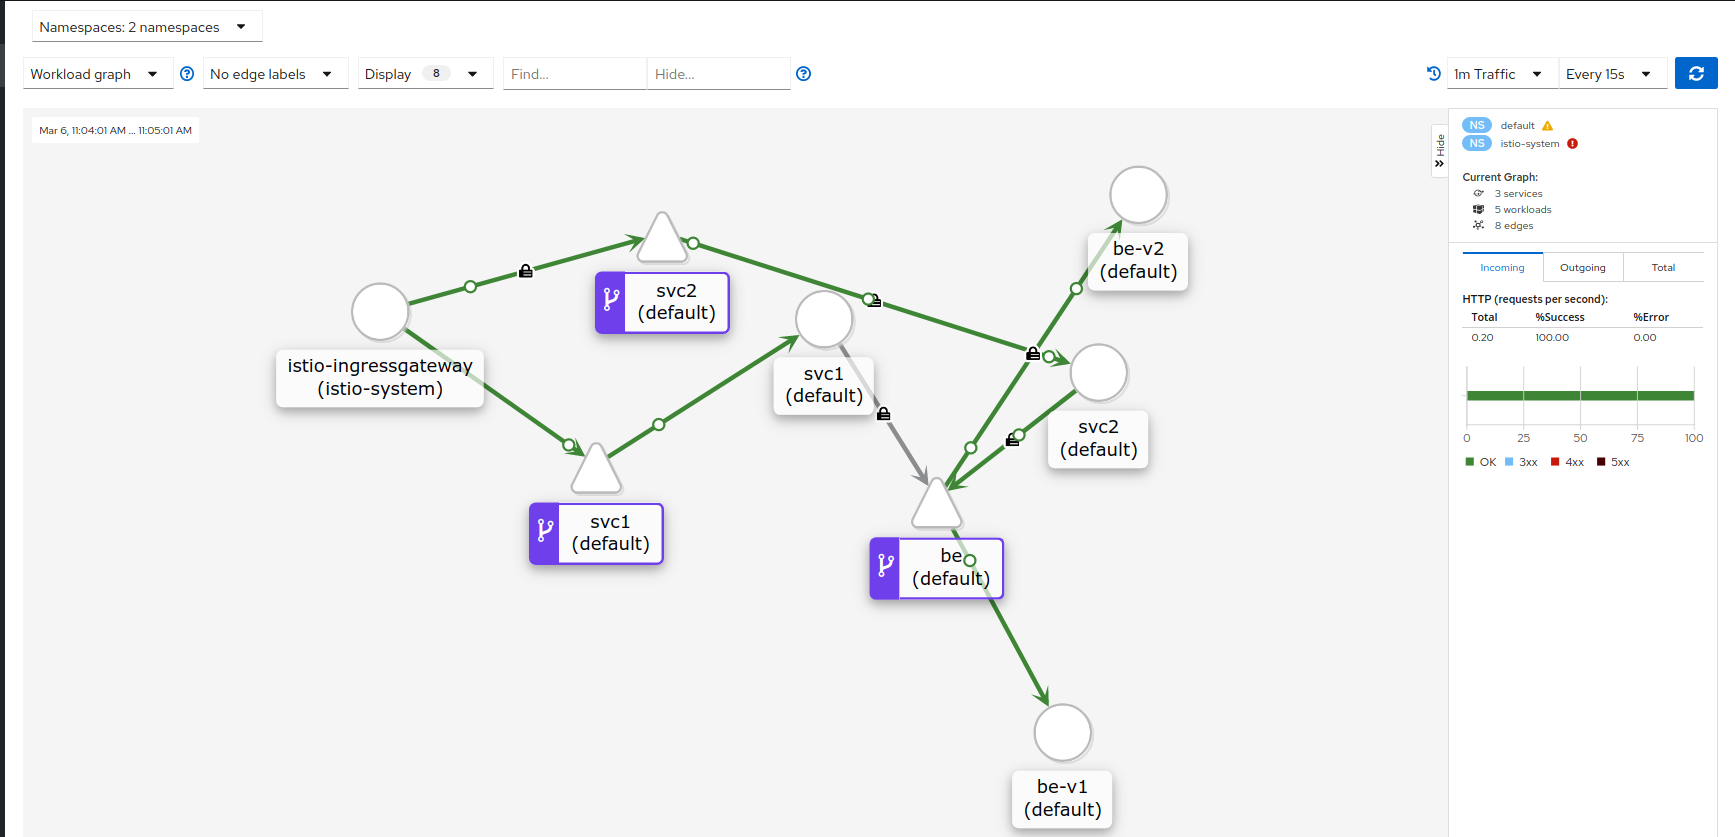 Namespaces: 2 namespaces
Workload graph
No edge labels
Display 8
Find...
Hide...
1m Traffic
Every 15s
Mar 6, 11:04:01 AM ... 11:05:01 AM
Hide
be-v2
(default)
svc2
(default)
istio-ingressgateway
(istio-system)
svc1
(default)
svc2
(default)
svc1
(default)
be
(default)
be-v1
(default)
NS default
NS istio-system
Current Graph:
3 services
5 workloads
8 edges
Incoming Outgoing Total
HTTP (requests per second):
Total %Success %Error
0.20 100.00 0.00
0 25 50 75 100
OK 3xx 4xx 5xx